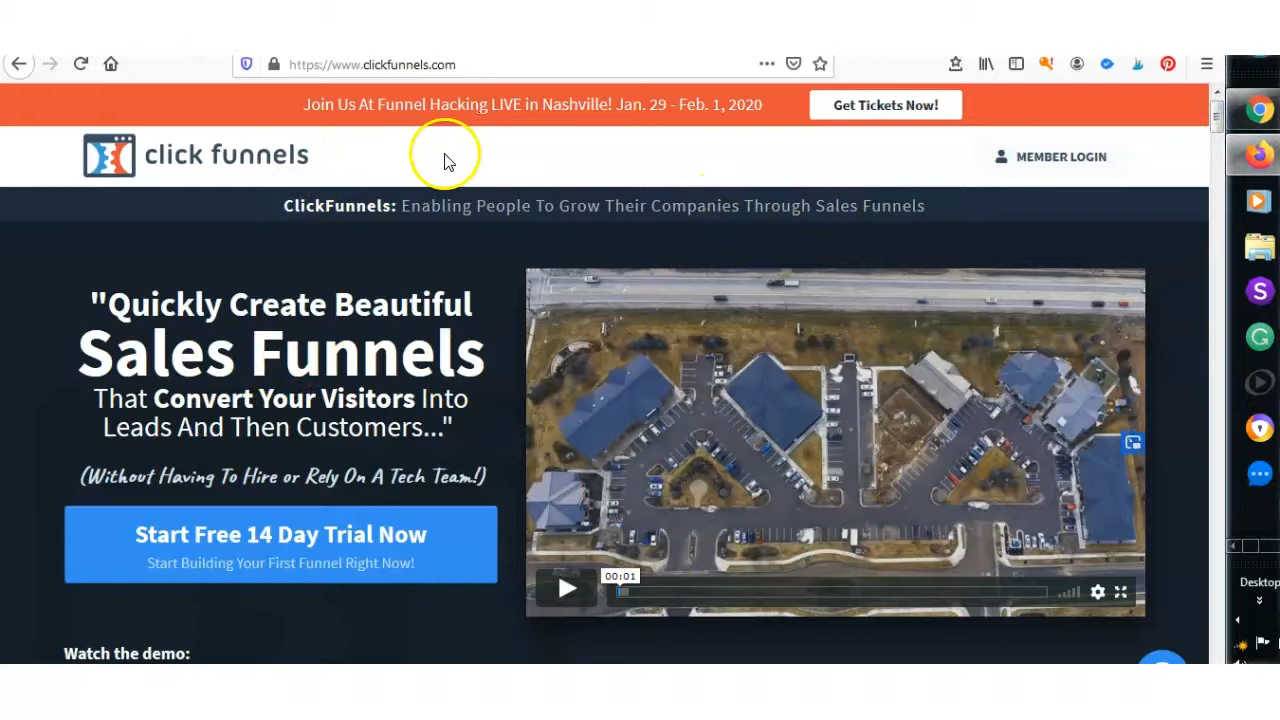 https://www.clickfunnels.com
Join Us At Funnel Hacking LIVE in Nashville! Jan. 29 - Feb. 1, 2020
Get Tickets Now!
click funnels
MEMBER LOGIN
ClickFunnels: Enabling People To Grow Their Companies Through Sales Funnels
"Quickly Create Beautiful
Sales Funnels
That Convert Your Visitors Into
Leads And Then Customers..."
(Without Having To Hire or Rely On A Tech Team!)
Start Free 14 Day Trial Now
Start Building Your First Funnel Right Now!
00:01
Watch the demo:
S
G
Desktop